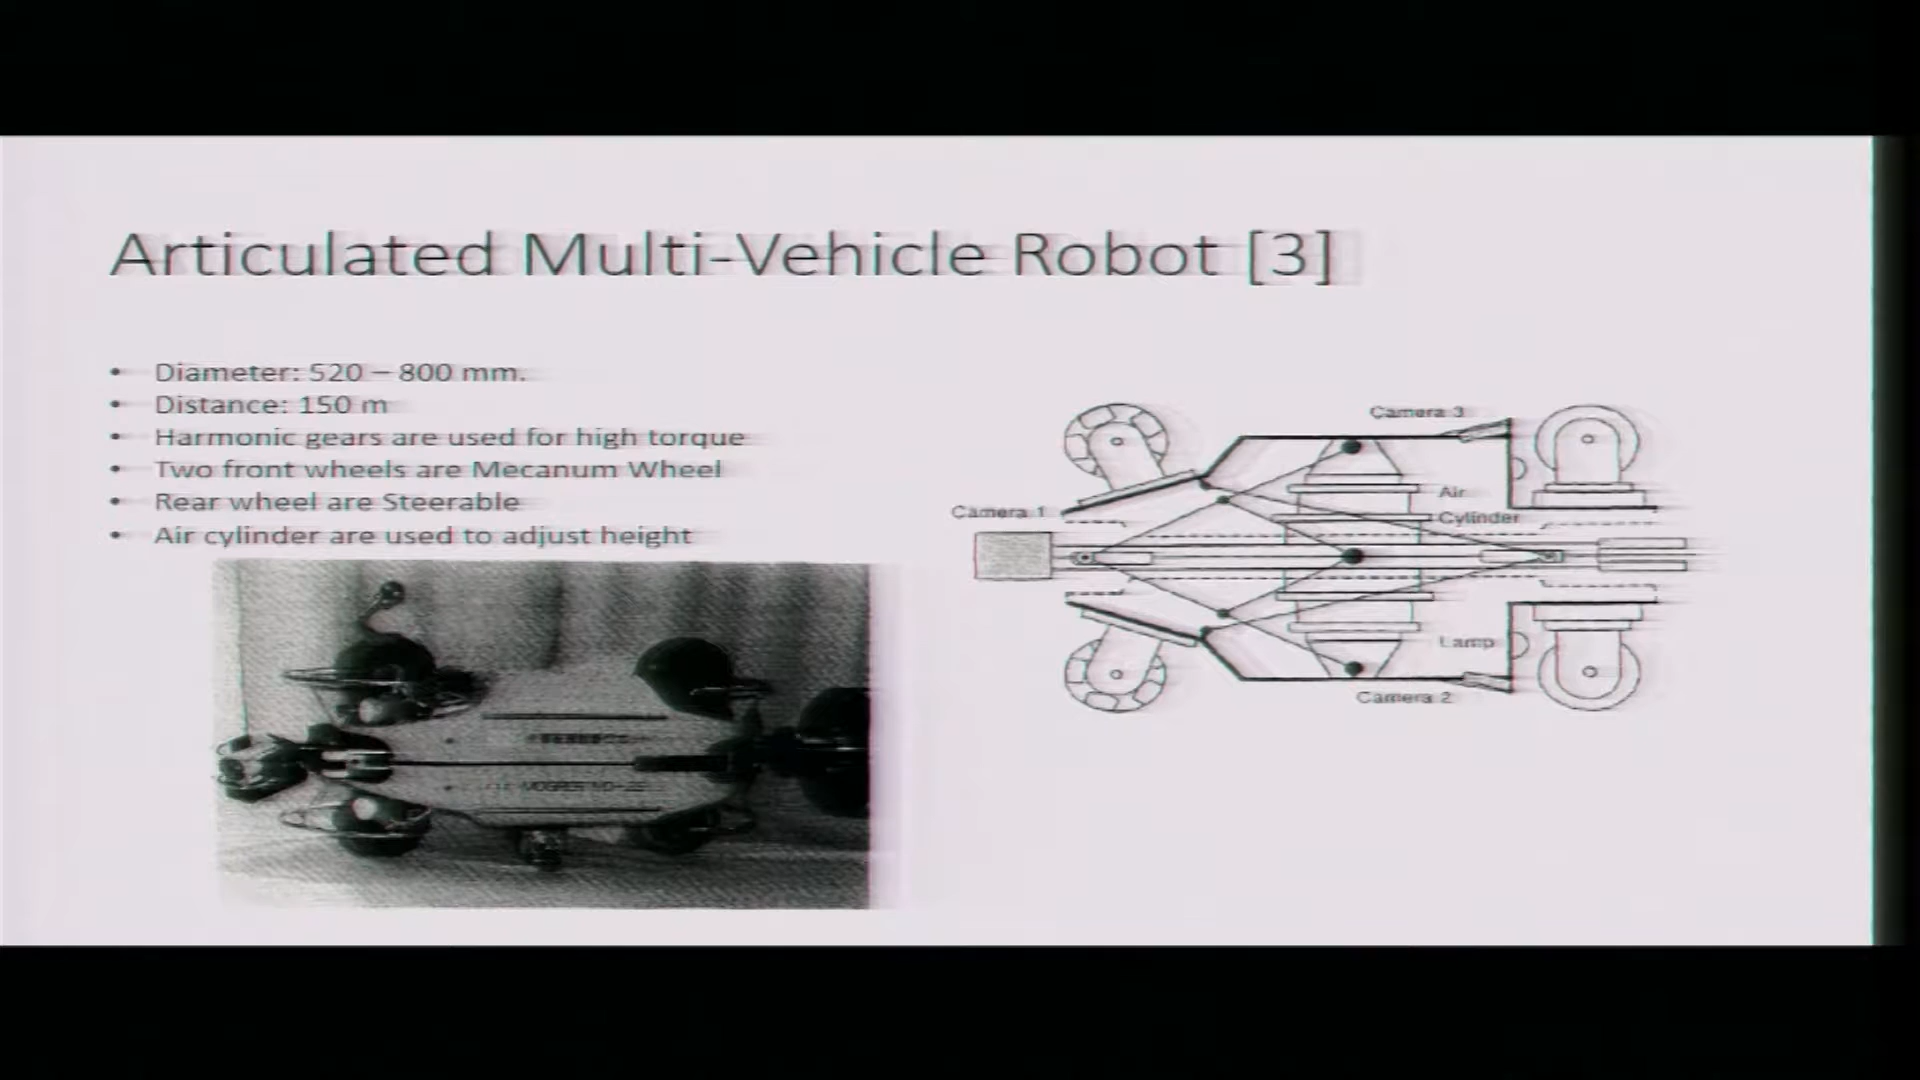 Articulated Multi-Vehicle Robot [3]
• Diameter: 520 – 800 mm.
• Distance: 150 m
• Harmonic gears are used for high torque
• Two front wheels are Mecanum Wheel
• Rear wheel are Steerable
• Air cylinder are used to adjust height
Camera 3
Air
Cylinder
Camera 1
Lamp
Camera 2